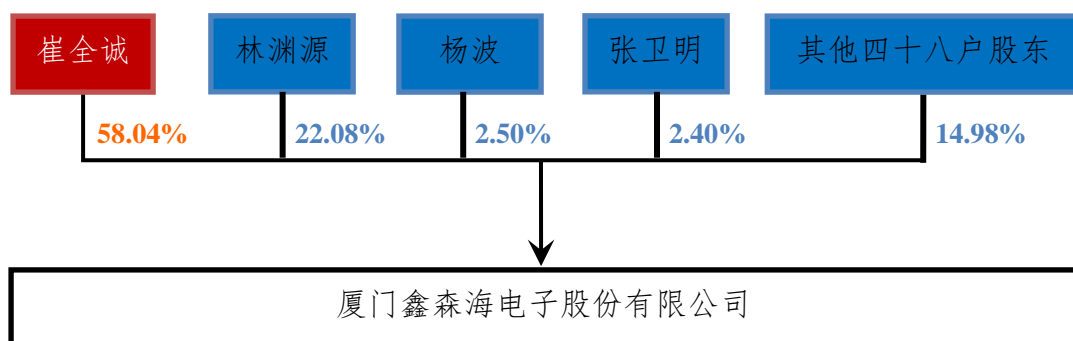 崔全诚
林渊源
杨波
张卫明
其他四十八户股东
58.04%
22.08%
2.50%
2.40%
14.98%
厦门鑫森海电子股份有限公司